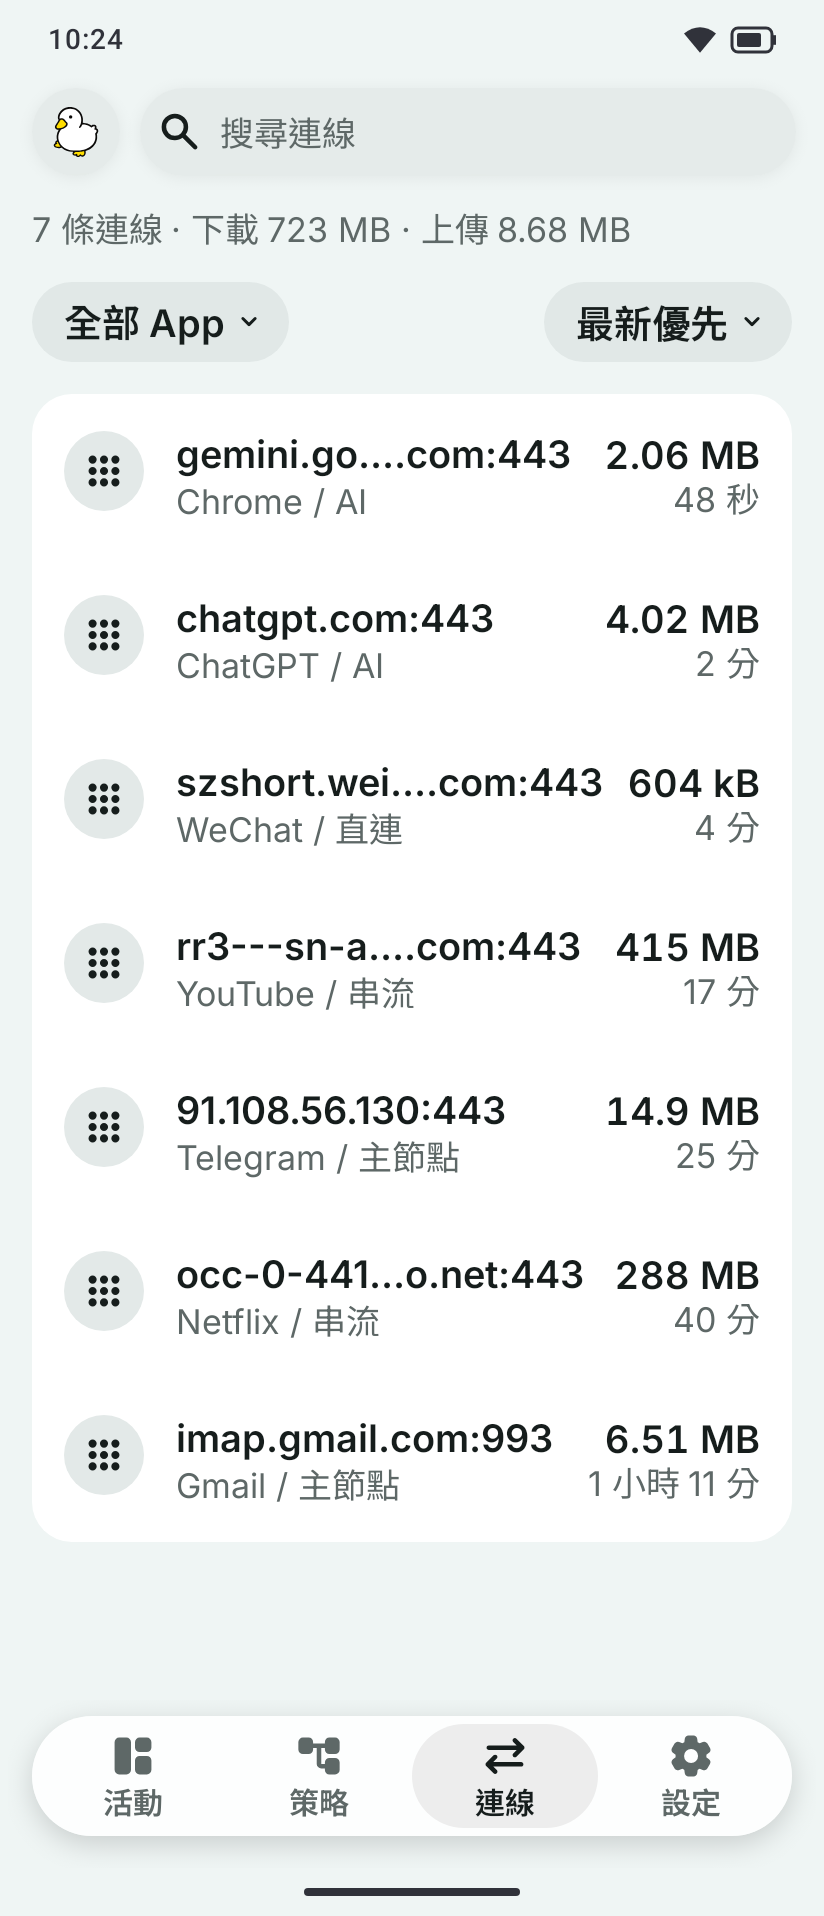 10:24
搜尋連線
7 條連線 · 下載 723 MB · 上傳 8.68 MB
全部 App
最新優先
gemini.go....com:443 2.06 MB
Chrome / AI 48 秒
chatgpt.com:443 4.02 MB
ChatGPT / AI 2 分
szshort.wei....com:443 604 kB
WeChat / 直連 4 分
rr3---sn-a....com:443 415 MB
YouTube / 串流 17 分
91.108.56.130:443 14.9 MB
Telegram / 主節點 25 分
occ-0-441...o.net:443 288 MB
Netflix / 串流 40 分
imap.gmail.com:993 6.51 MB
Gmail / 主節點 1 小時 11 分
活動 策略 連線 設定